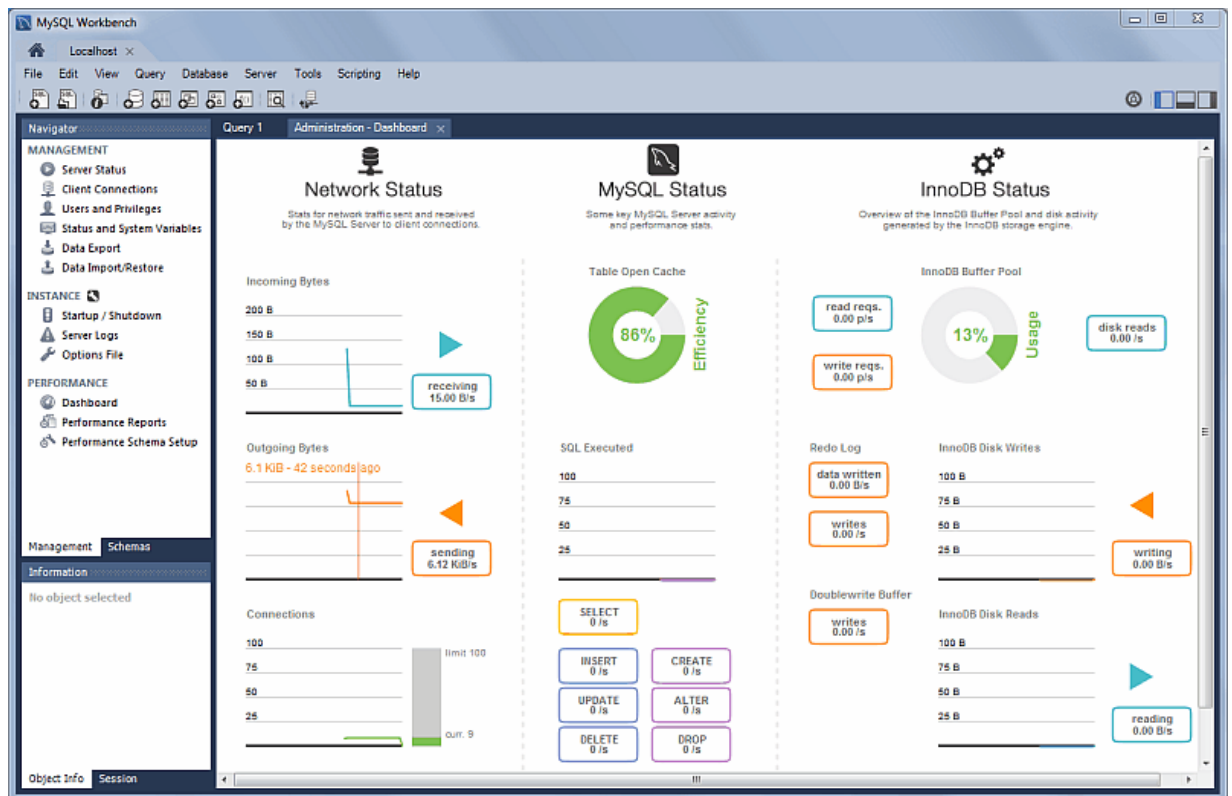 MySQL Workbench
Localhost
File Edit View Query Database Server Tools Scripting Help
Navigator
MANAGEMENT
Server Status
Client Connections
Users and Privileges
Status and System Variables
Data Export
Data Import/Restore
INSTANCE
Startup / Shutdown
Server Logs
Options File
PERFORMANCE
Dashboard
Performance Reports
Performance Schema Setup
Management Schemas
Information
No object selected
Object Info Session
Query 1 Administration - Dashboard
Network Status
Stats for network traffic sent and received
by the MySQL Server to client connections.
Incoming Bytes
200 B
150 B
100 B
50 B
receiving
15.00 B/s
Outgoing Bytes
6.1 KiB - 42 seconds ago
sending
6.12 KiB/s
Connections
100
75
50
25
limit 100
curr. 9
MySQL Status
Some key MySQL Server activity
and performance stats.
Table Open Cache
86%
Efficiency
SQL Executed
100
75
50
25
SELECT
0 /s
INSERT
0 /s
CREATE
0 /s
UPDATE
0 /s
ALTER
0 /s
DELETE
0 /s
DROP
0 /s
InnoDB Status
Overview of the InnoDB Buffer Pool and disk activity
generated by the InnoDB storage engine.
InnoDB Buffer Pool
read reqs.
0.00 p/s
write reqs.
0.00 p/s
13%
Usage
disk reads
0.00 /s
Redo Log
data written
0.00 B/s
writes
0.00 /s
Doublewrite Buffer
writes
0.00 /s
InnoDB Disk Writes
100 B
75 B
50 B
25 B
writing
0.00 B/s
InnoDB Disk Reads
100 B
75 B
50 B
25 B
reading
0.00 B/s